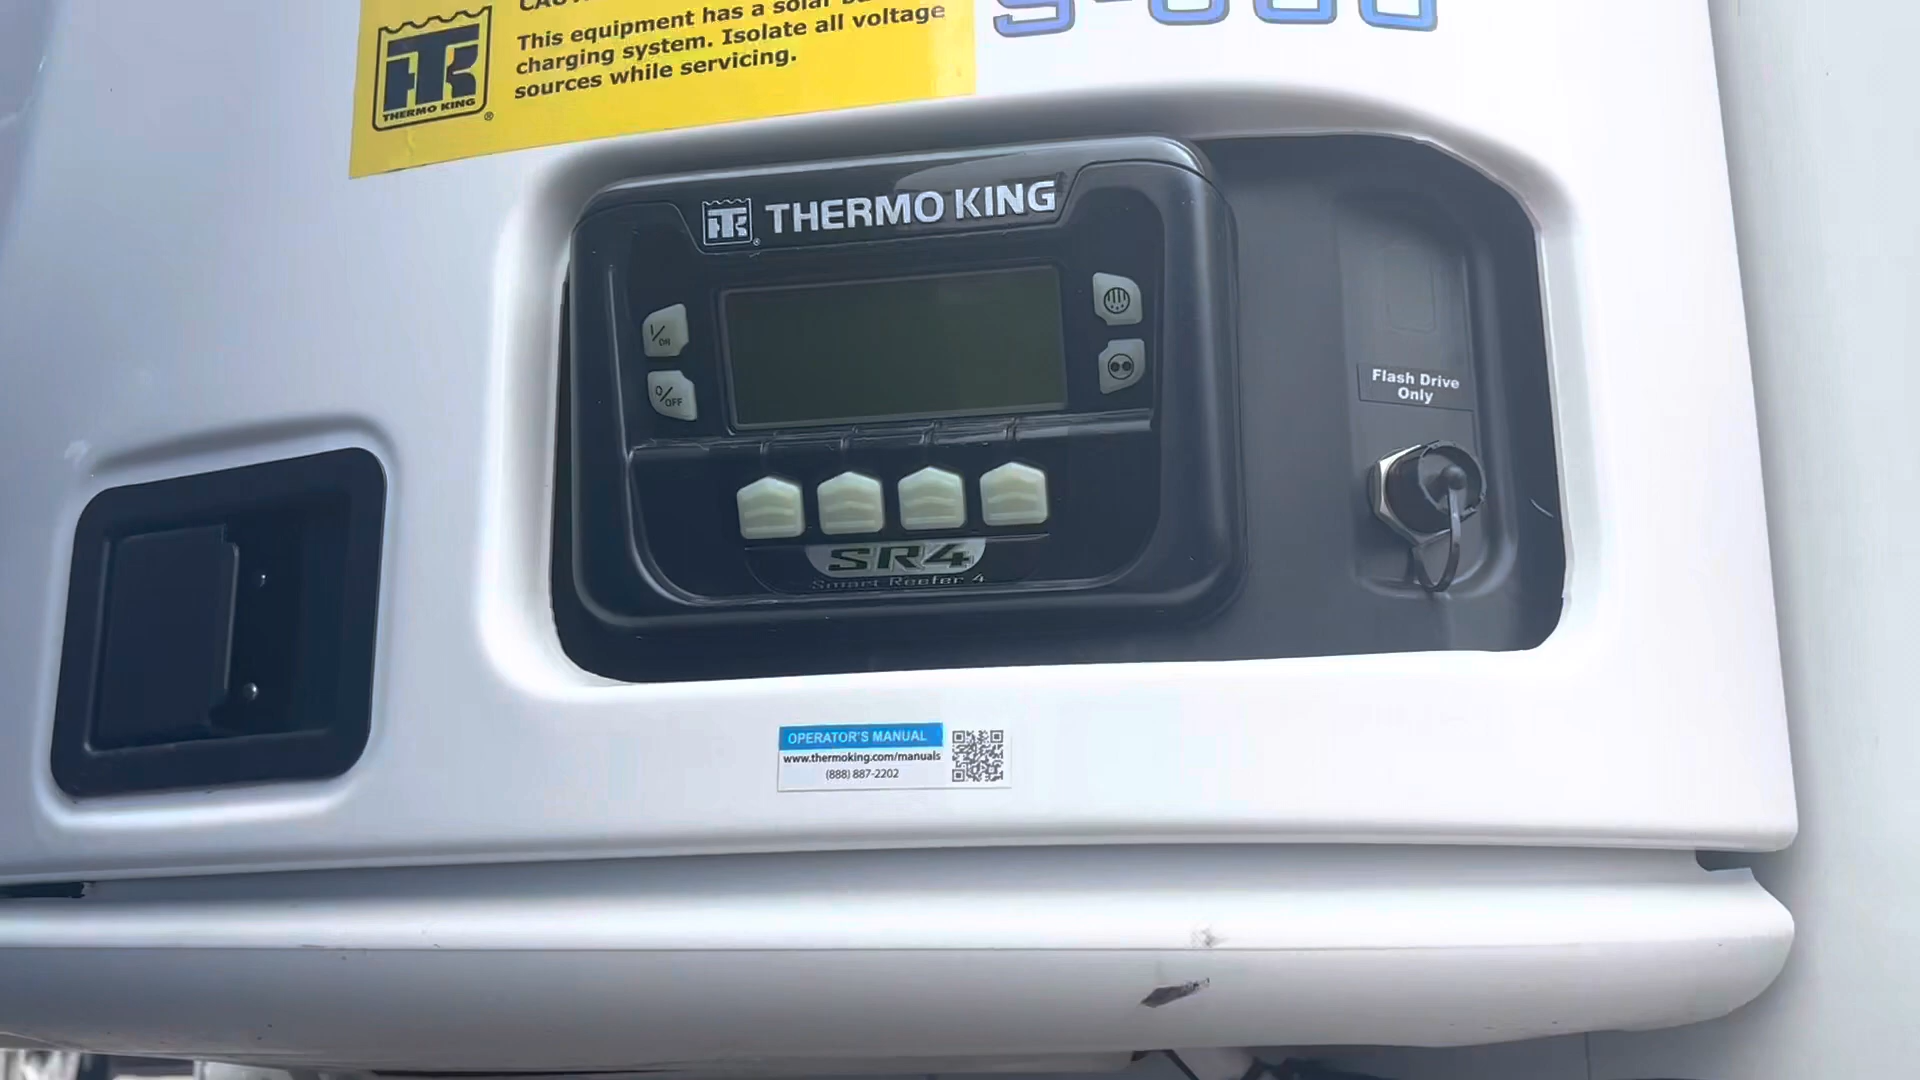 This equipment has a solar
charging system. Isolate all voltage
sources while servicing.
THERMO KING
®
THERMO KING
I/ON
O/OFF
Flash Drive
Only
SR4
Smart Reefer 4
OPERATOR'S MANUAL
www.thermoking.com/manuals
(888) 887-2202